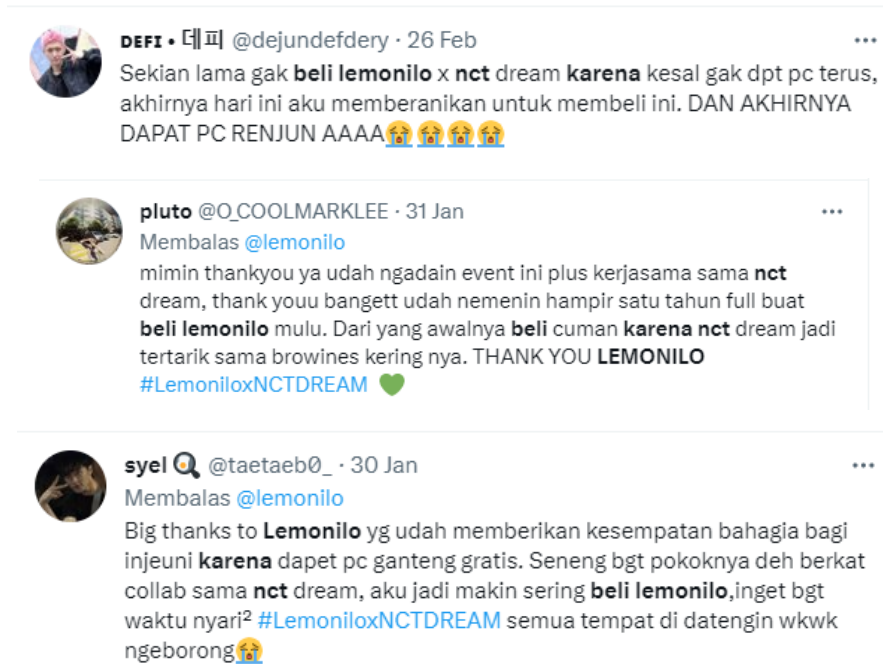 DEFI • 데피 @dejundefdery · 26 Feb
Sekian lama gak beli lemonilo x nct dream karena kesal gak dpt pc terus,
akhirnya hari ini aku memberanikan untuk membeli ini. DAN AKHIRNYA
DAPAT PC RENJUN AAAA😭😭😭😭
pluto @O_COOLMARKLEE · 31 Jan
Membalas @lemonilo
mimin thankyou ya udah ngadain event ini plus kerjasama sama nct
dream, thank youu bangett udah nemenin hampir satu tahun full buat
beli lemonilo mulu. Dari yang awalnya beli cuman karena nct dream jadi
tertarik sama browines kering nya. THANK YOU LEMONILO
#LemoniloxNCTDREAM 💚
syel 🍳 @taetaeb0_ · 30 Jan
Membalas @lemonilo
Big thanks to Lemonilo yg udah memberikan kesempatan bahagia bagi
injeuni karena dapet pc ganteng gratis. Seneng bgt pokoknya deh berkat
collab sama nct dream, aku jadi makin sering beli lemonilo,inget bgt
waktu nyari² #LemoniloxNCTDREAM semua tempat di datengin wkwk
ngeborong😭